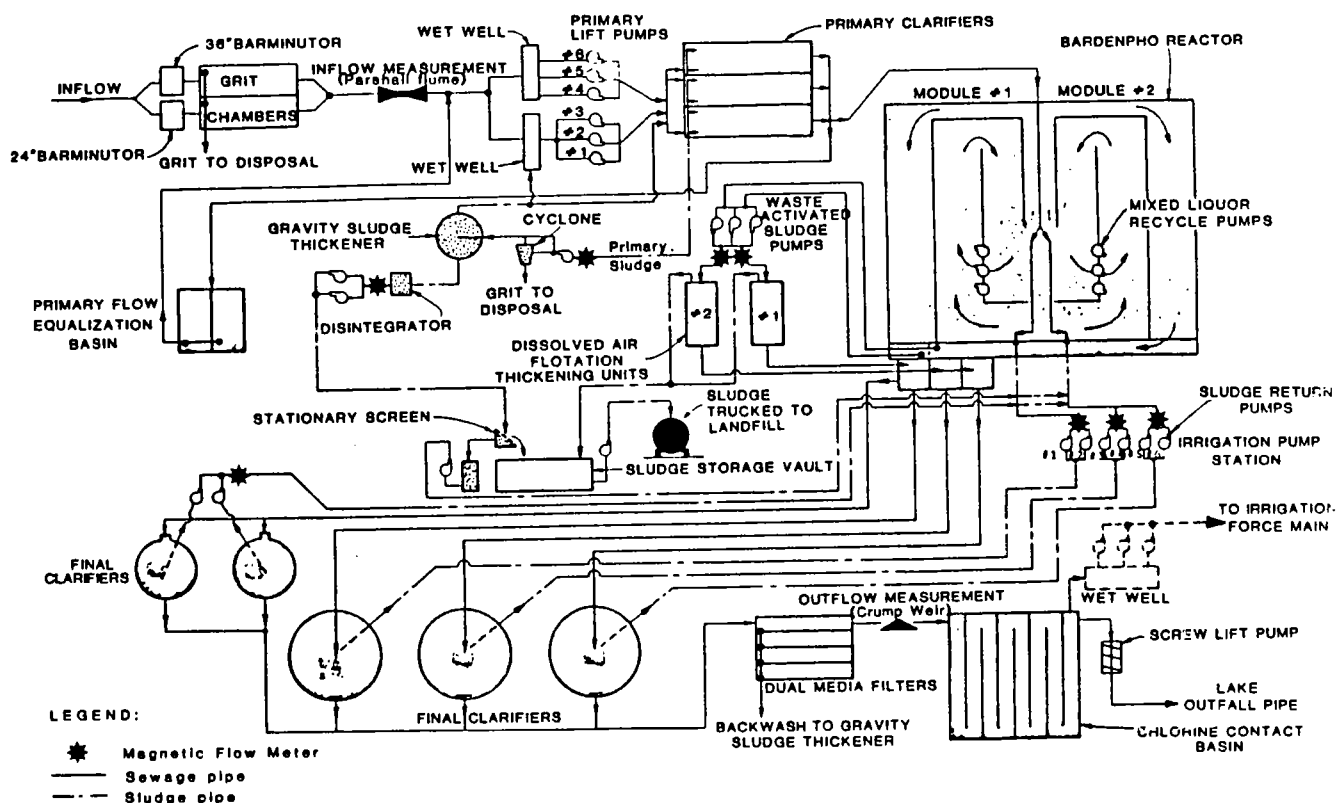 36"BARMINUTOR
INFLOW
GRIT
CHAMBERS
24"BARMINUTOR
GRIT TO DISPOSAL
INFLOW MEASUREMENT
(Parshall flume)
WET WELL
PRIMARY
LIFT PUMPS
#6
#5
#4
#3
#2
#1
WET WELL
PRIMARY CLARIFIERS
BARDENPHO REACTOR
MODULE #1
MODULE #2
MIXED LIQUOR
RECYCLE PUMPS
GRAVITY SLUDGE
THICKENER
CYCLONE
Primary
Sludge
GRIT TO
DISPOSAL
WASTE
ACTIVATED
SLUDGE
PUMPS
PRIMARY FLOW
EQUALIZATION
BASIN
DISINTEGRATOR
#2
#1
DISSOLVED AIR
FLOTATION
THICKENING UNITS
STATIONARY SCREEN
SLUDGE
TRUCKED TO
LANDFILL
SLUDGE STORAGE VAULT
SLUDGE RETURN
PUMPS
IRRIGATION PUMP
STATION
#1
TO IRRIGATION
FORCE MAIN
WET WELL
FINAL
CLARIFIERS
FINAL CLARIFIERS
OUTFLOW MEASUREMENT
(Crump Weir)
DUAL MEDIA FILTERS
BACKWASH TO GRAVITY
SLUDGE THICKENER
SCREW LIFT PUMP
LAKE
OUTFALL PIPE
CHLORINE CONTACT
BASIN
LEGEND:
Magnetic Flow Meter
Sewage pipe
Sludge pipe